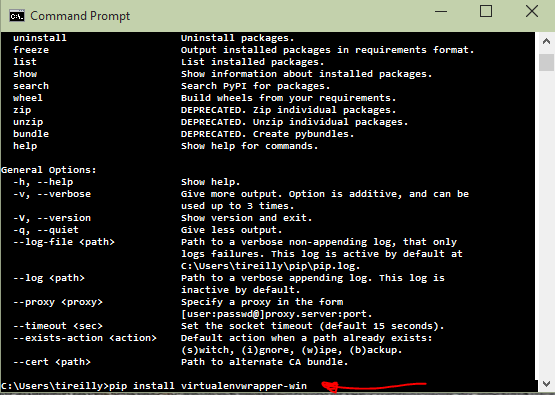 Command Prompt
uninstall Uninstall packages.
freeze Output installed packages in requirements format.
list List installed packages.
show Show information about installed packages.
search Search PyPI for packages.
wheel Build wheels from your requirements.
zip DEPRECATED. Zip individual packages.
unzip DEPRECATED. Unzip individual packages.
bundle DEPRECATED. Create pybundles.
help Show help for commands.
General Options:
-h, --help Show help.
-v, --verbose Give more output. Option is additive, and can be
used up to 3 times.
-V, --version Show version and exit.
-q, --quiet Give less output.
--log-file <path> Path to a verbose non-appending log, that only
logs failures. This log is active by default at
C:\Users\tireilly\pip\pip.log.
--log <path> Path to a verbose appending log. This log is
inactive by default.
--proxy <proxy> Specify a proxy in the form
[user:passwd@]proxy.server:port.
--timeout <sec> Set the socket timeout (default 15 seconds).
--exists-action <action> Default action when a path already exists:
(s)witch, (i)gnore, (w)ipe, (b)ackup.
--cert <path> Path to alternate CA bundle.
C:\Users\tireilly>pip install virtualenvwrapper-win